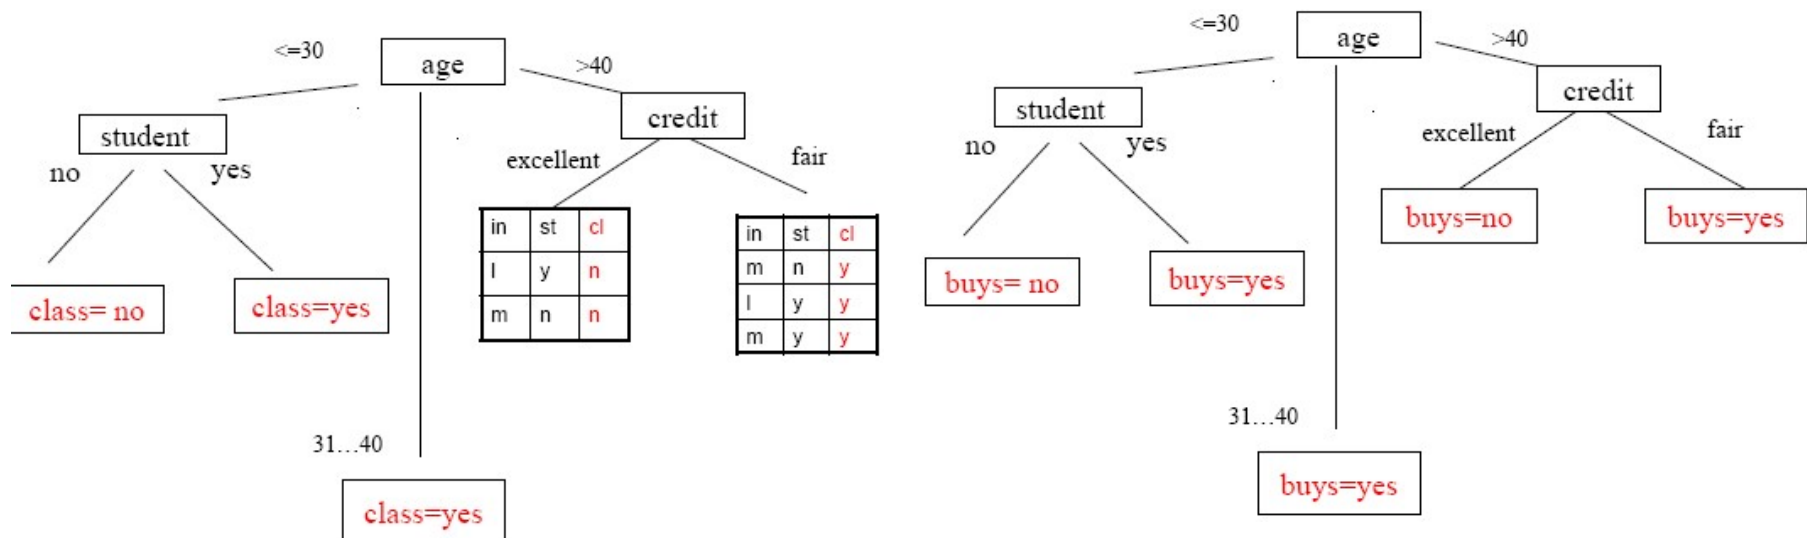 <=30
age
>40
student
credit
no
yes
excellent
fair
in st cl
l y n
m n n
in st cl
m n y
l y y
m y y
class= no
class=yes
31...40
class=yes
<=30
age
>40
student
credit
no
yes
excellent
fair
buys=no
buys=yes
buys= no
buys=yes
31...40
buys=yes